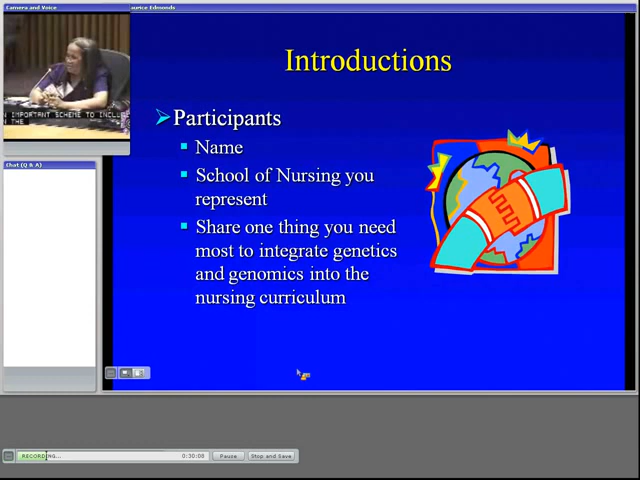 Camera and Voice
aurice Edmonds
Introductions
Participants
Name
School of Nursing you
represent
Share one thing you need
most to integrate genetics
and genomics into the
nursing curriculum
N IMPORTANT SCHEME TO INCLUDE
N THE
Chat (Q & A)
RECORDING...
0:30:08
Pause
Stop and Save